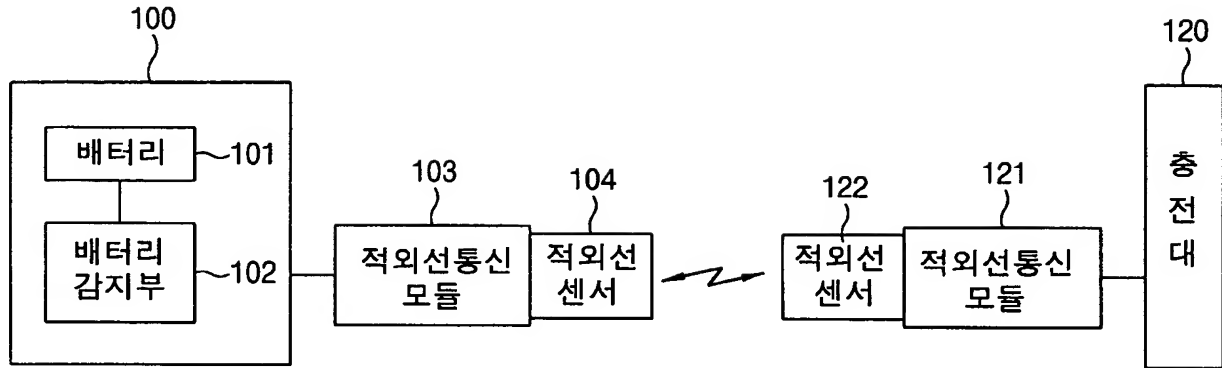 100
배터리
101
배터리
감지부
102
103
적외선통신
모듈
104
적외선
센서
122
적외선
센서
121
적외선통신
모듈
120
충
전
대